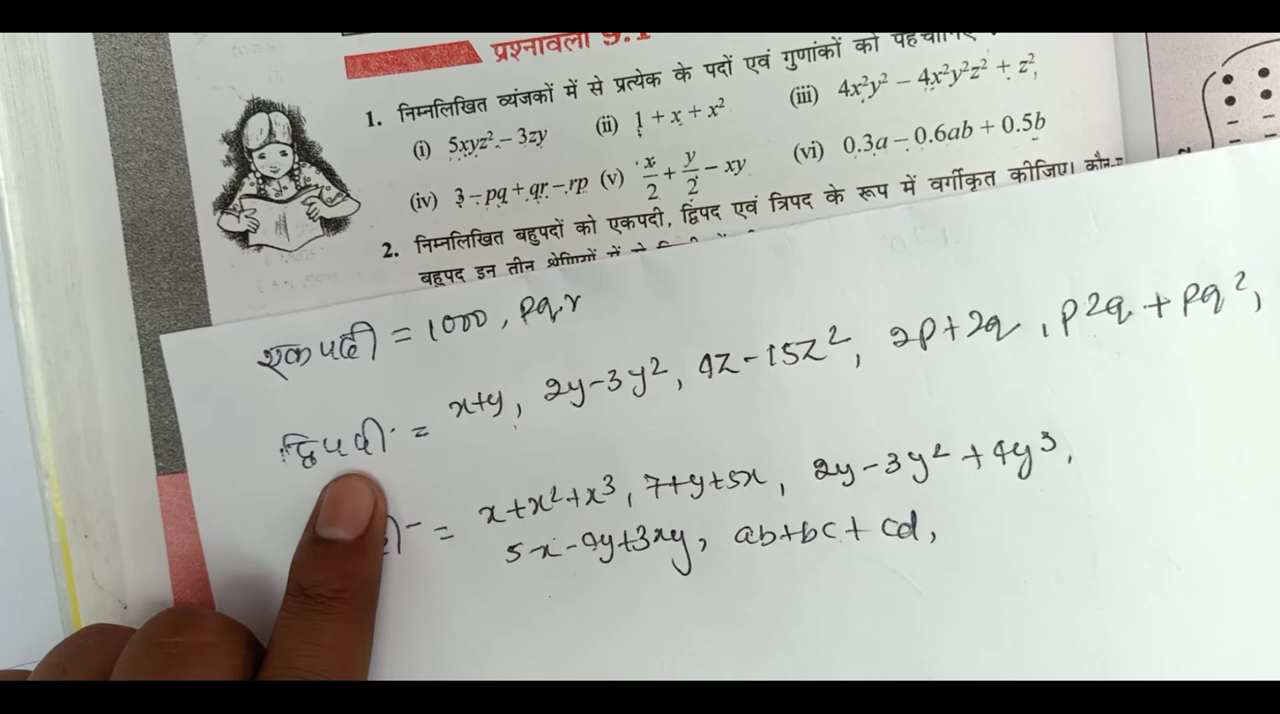 प्रश्नावली 9.1
1. निम्नलिखित व्यंजकों में से प्रत्येक के पदों एवं गुणांकों को पहचानिए
(i) 5xyz² – 3zy (ii) 1 + x + x² (iii) 4x²y² – 4x²y²z² + z²,
(iv) 3 – pq + qr – rp (v) x/2 + y/2 – xy (vi) 0.3a – 0.6ab + 0.5b
2. निम्नलिखित बहुपदों को एकपदी, द्विपद एवं त्रिपद के रूप में वर्गीकृत कीजिए।
बहुपद इन तीन श्रेणियों में से
एकपदी = 1000, pqr
द्विपदी = x+y, 2y-3y², 4z-15z², 2p+2q, p2q + pq²,
= x+x²+x³, 7+y+5x, 2y-3y²+4y³,
5x-9y+3xy, ab+bc+cd,